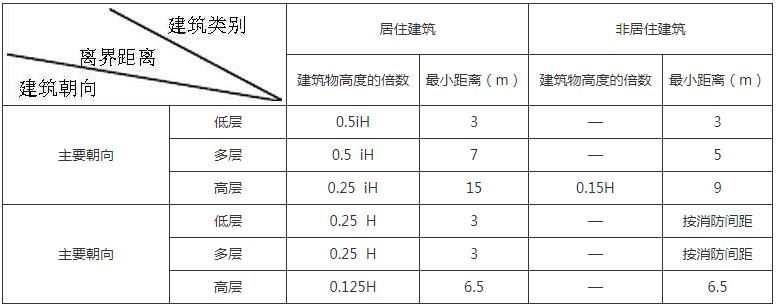 建筑类别
离界距离
建筑朝向
居住建筑
非居住建筑
建筑物高度的倍数
最小距离（m）
建筑物高度的倍数
最小距离（m）
主要朝向
低层
0.5iH
3
—
3
多层
0.5 iH
7
—
5
高层
0.25 iH
15
0.15H
9
主要朝向
低层
0.25 H
3
—
按消防间距
多层
0.25 H
3
—
按消防间距
高层
0.125H
6.5
—
6.5